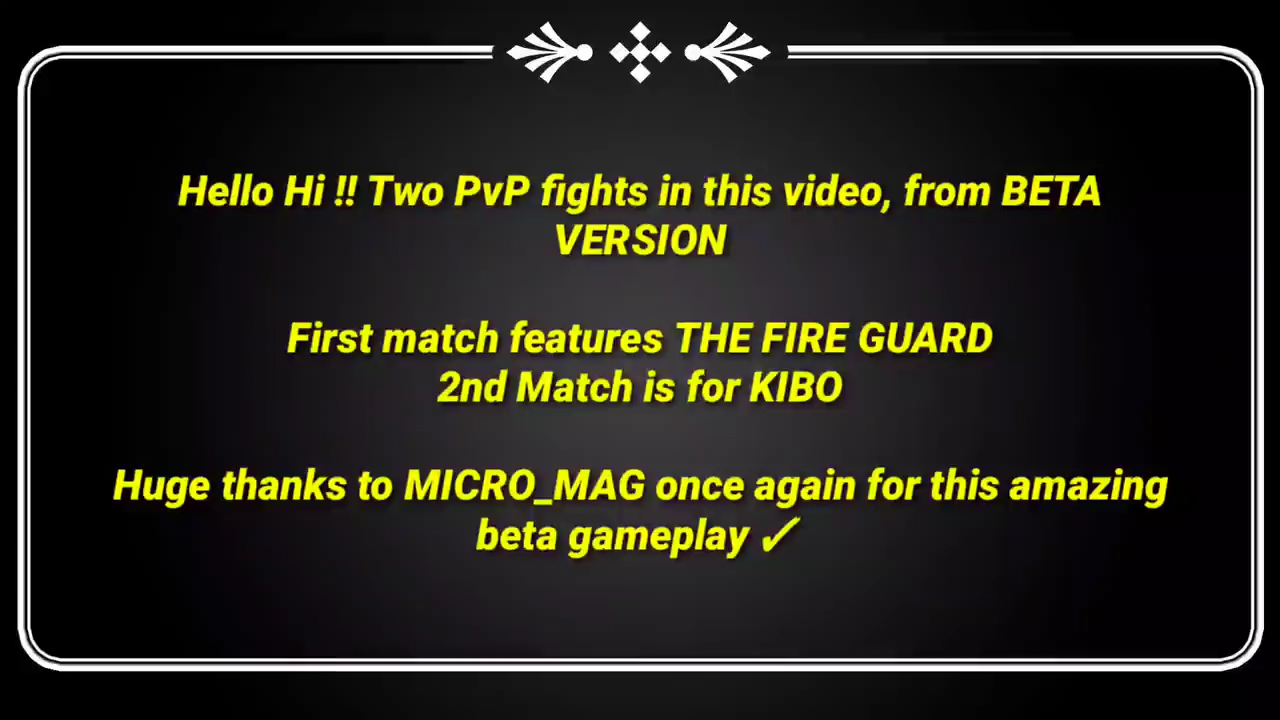 Hello Hi !! Two PvP fights in this video, from BETA
VERSION
First match features THE FIRE GUARD
2nd Match is for KIBO
Huge thanks to MICRO_MAG once again for this amazing
beta gameplay ✓